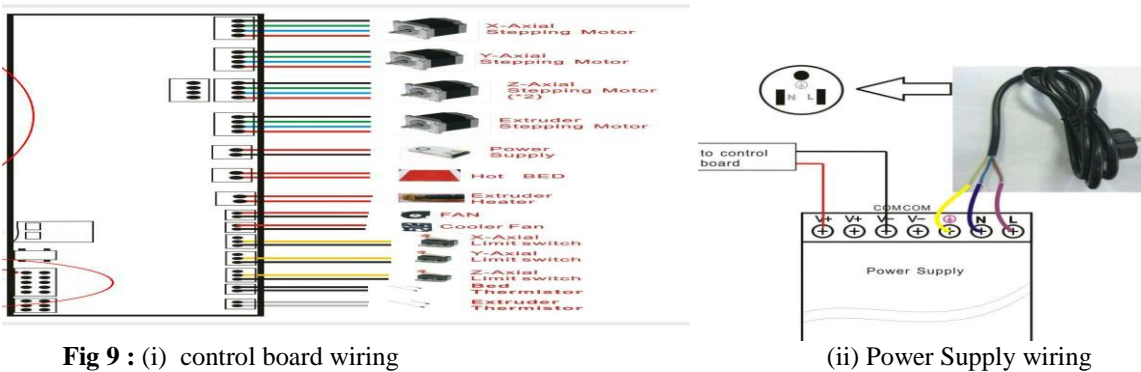 X-Axial
Stepping Motor
Y-Axial
Stepping Motor
Z-Axial
Stepping Motor
(*2)
Extruder
Stepping Motor
Power
Supply
Hot BED
Extruder
Heater
FAN
Cooler Fan
X-Axial
Limit switch
Y-Axial
Limit switch
Z-Axial
Limit switch
Bed
Thermistor
Extruder
Thermistor
N L
to control
board
COMCOM
V+ V+ V- V- N L
Power Supply
Fig 9 : (i) control board wiring
(ii) Power Supply wiring